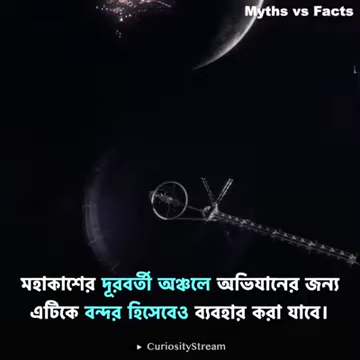 Myths vs Facts
মহাকাশের দূরবর্তী অঞ্চলে অভিযানের জন্য
এটিকে বন্দর হিসেবেও ব্যবহার করা যাবে।
▸ CuriosityStream